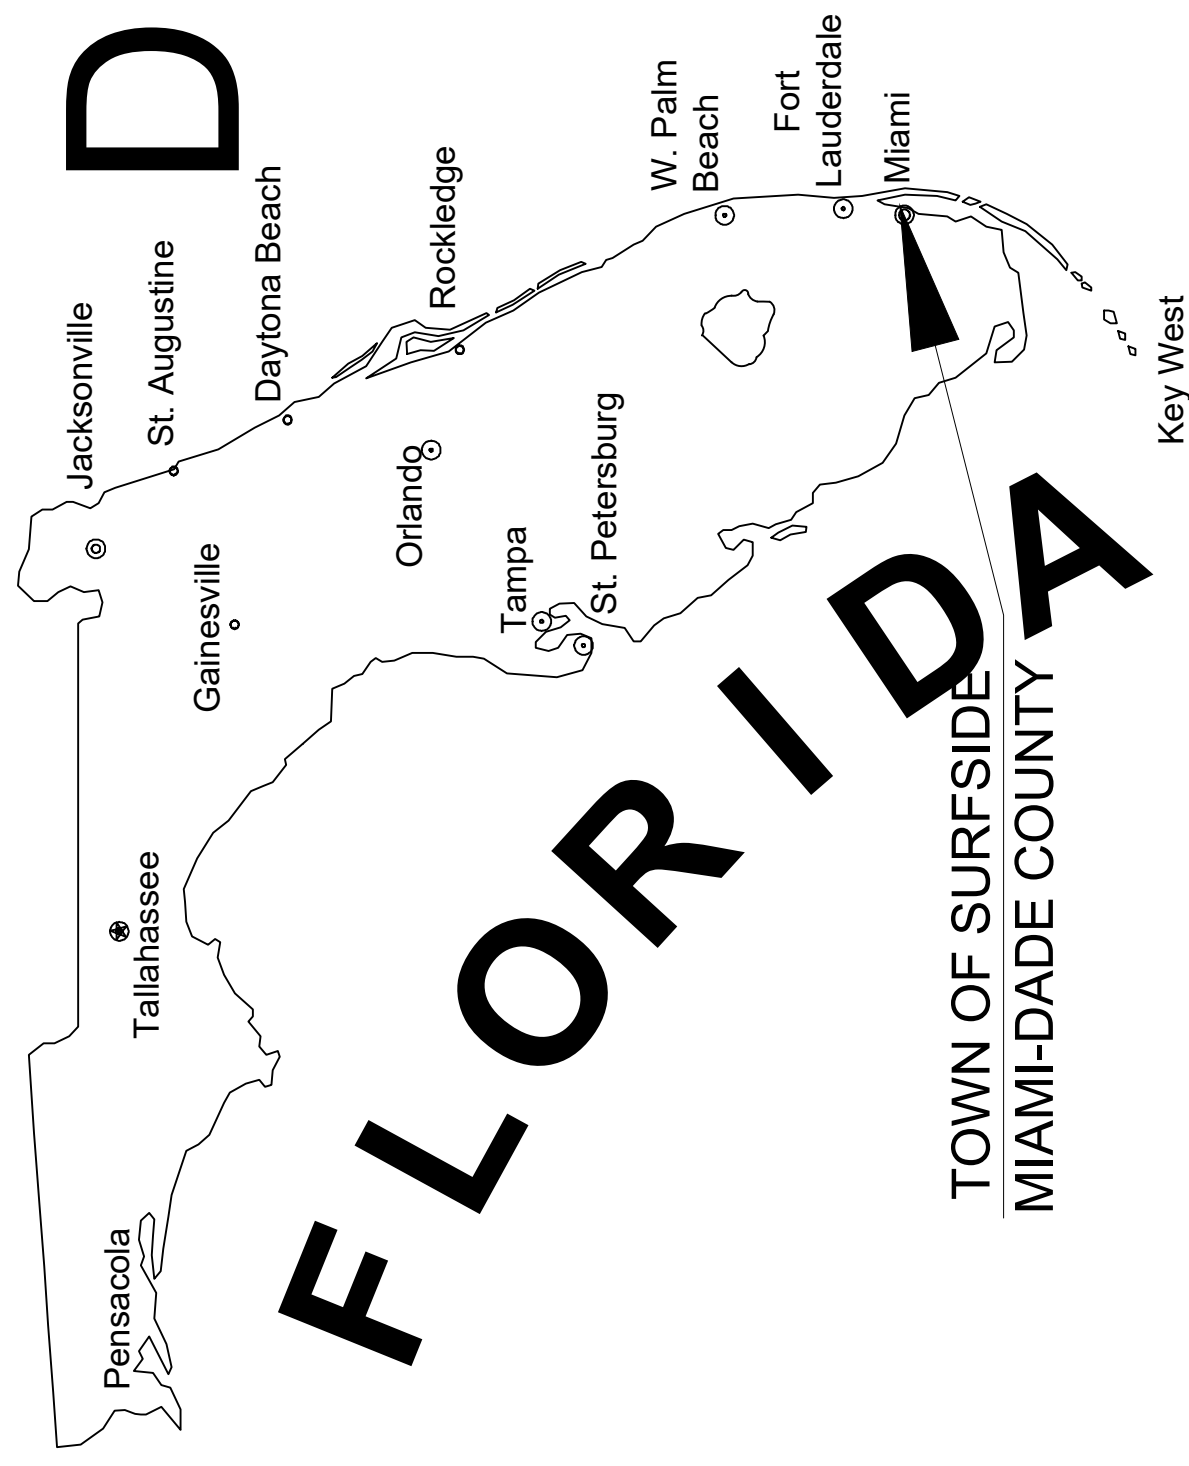 D
Jacksonville
St. Augustine
Daytona Beach
Gainesville
Tallahassee
Pensacola
Rockledge
Orlando
Tampa
St. Petersburg
W. Palm
Beach
Fort
Lauderdale
Miami
Key West
FLORIDA
TOWN OF SURFSIDE
MIAMI-DADE COUNTY